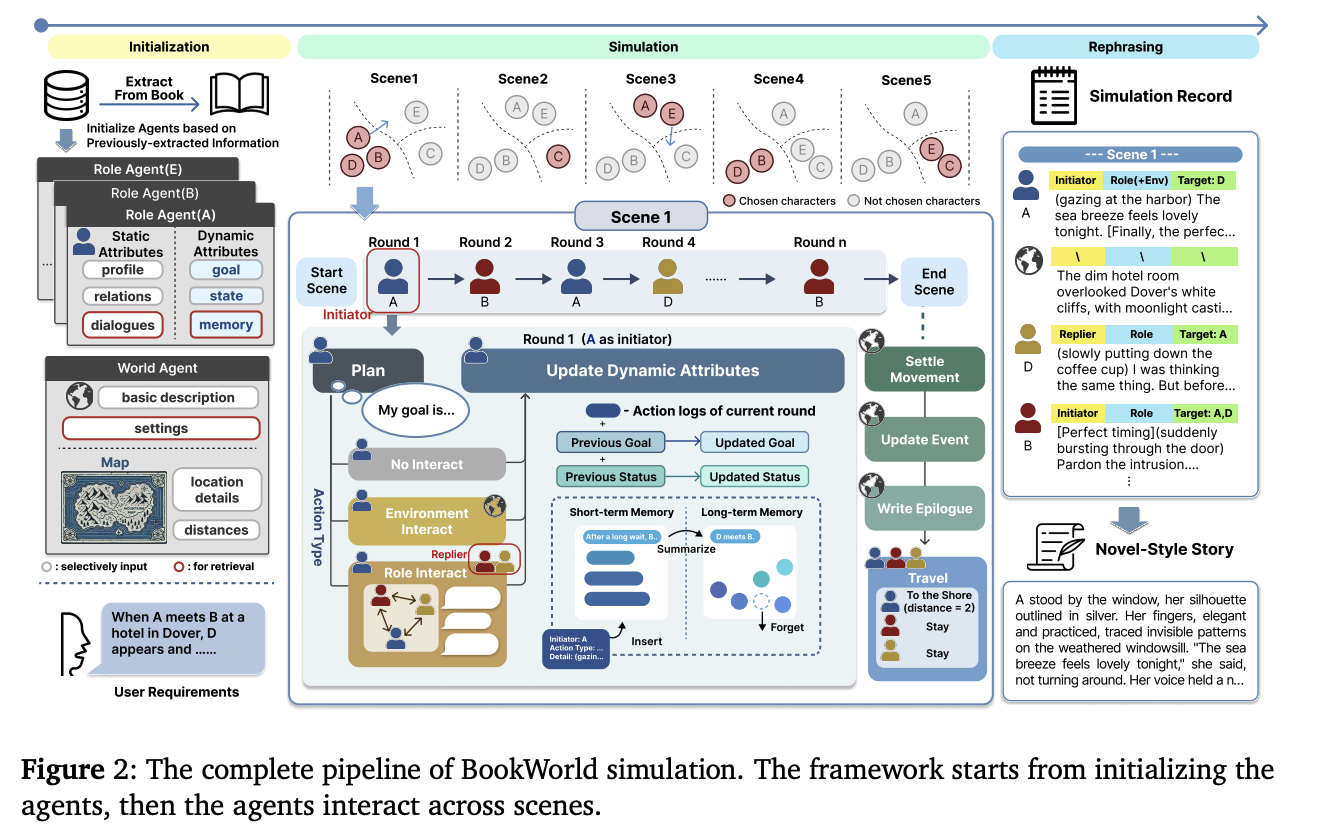 Initialization
Simulation
Rephrasing
Extract
From Book
Initialize Agents based on
Previously-extracted Information
Role Agent(E)
Role Agent(B)
Role Agent(A)
Static
Attributes
Dynamic
Attributes
profile
goal
relations
state
dialogues
memory
...
World Agent
basic description
settings
Map
location
details
distances
: selectively input
: for retrieval
When A meets B at a
hotel in Dover, D
appears and ......
User Requirements
Scene1
Scene2
Scene3
Scene4
Scene5
A
E
D
B
C
A
E
D
B
C
A
E
D
B
C
A
E
D
B
C
A
E
D
B
C
Chosen characters
Not chosen characters
Scene 1
Round 1
Round 2
Round 3
Round 4
Round n
Start
Scene
A
B
A
D
......
B
End
Scene
Initiator
Round 1 (A as initiator)
Plan
Update Dynamic Attributes
My goal is...
Action Type
No Interact
Environment
Interact
Replier
Role Interact
- Action logs of current round
+
Previous Goal
Updated Goal
+
Previous Status
Updated Status
Short-term Memory
Long-term Memory
After a long wait, B..
D meets B.
Summarize
Insert
Forget
Initiator: A
Action Type: ...
Detail: (gazin...
Settle
Movement
Update Event
Write Epilogue
Travel
To the Shore
(distance = 2)
Stay
Stay
Simulation Record
--- Scene 1 ---
Initiator Role(+Env) Target: D
A
(gazing at the harbor) The
sea breeze feels lovely
tonight. [Finally, the perfec...
\ \ \
The dim hotel room
overlooked Dover's white
cliffs, with moonlight casti...
Replier Role Target: A
D
(slowly putting down the
coffee cup) I was thinking
the same thing. But before...
Initiator Role Target: A,D
B
[Perfect timing](suddenly
bursting through the door)
Pardon the intrusion....
⋮
Novel-Style Story
A stood by the window, her silhouette
outlined in silver. Her fingers, elegant
and practiced, traced invisible patterns
on the weathered windowsill. "The sea
breeze feels lovely tonight," she said,
not turning around. Her voice held a n...
Figure 2: The complete pipeline of BookWorld simulation. The framework starts from initializing the
agents, then the agents interact across scenes.